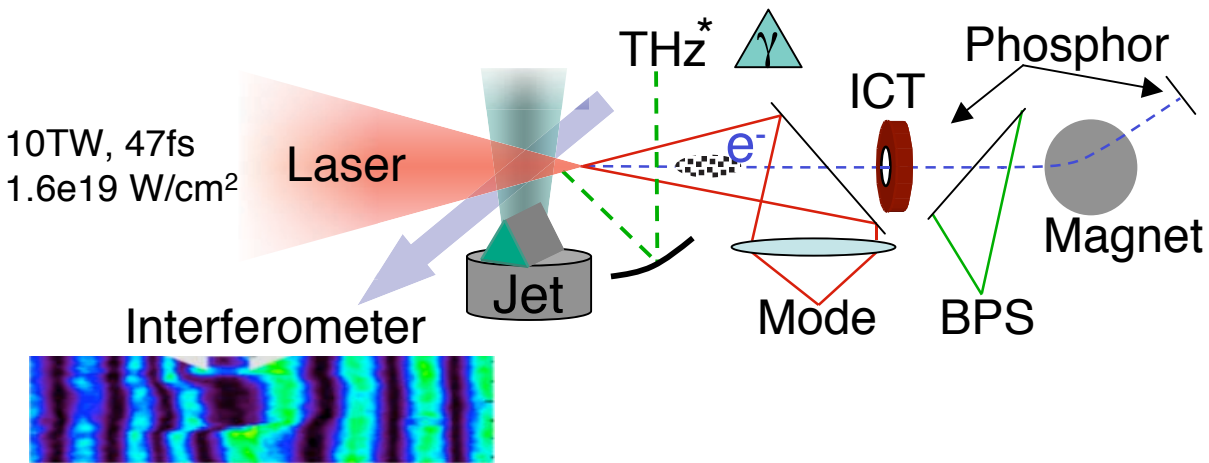 THz*
γ
Phosphor
ICT
10TW, 47fs
1.6e19 W/cm²
Laser
e⁻
Magnet
Jet
Interferometer
Mode
BPS